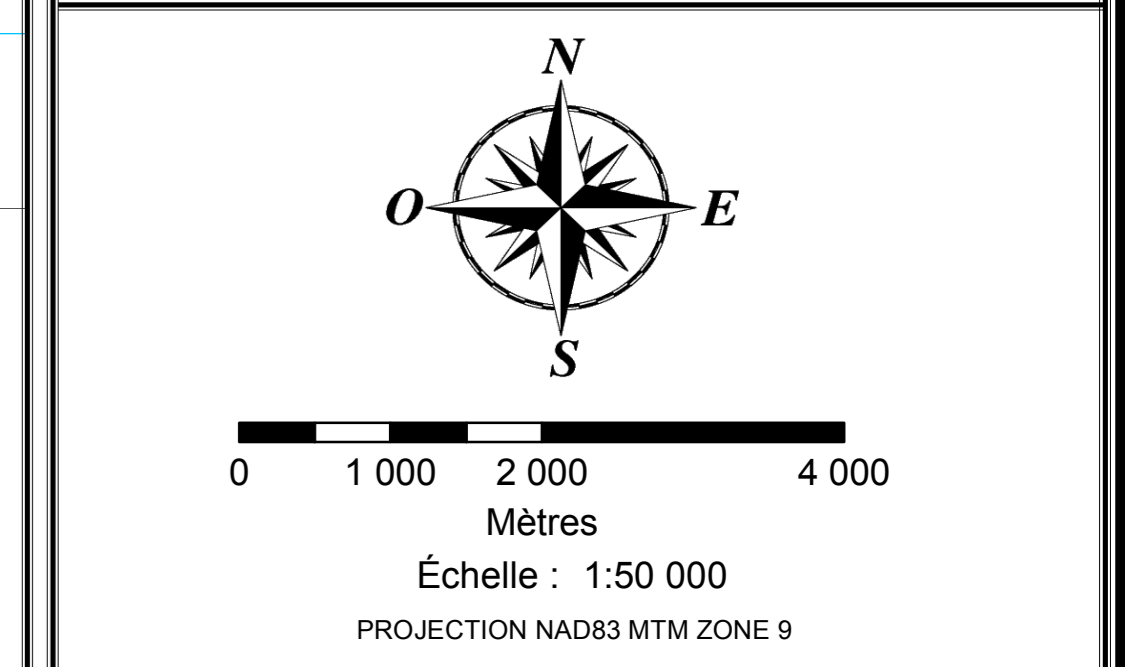 N
O E
S
0 1 000 2 000 4 000
Mètres
Échelle : 1:50 000
PROJECTION NAD83 MTM ZONE 9